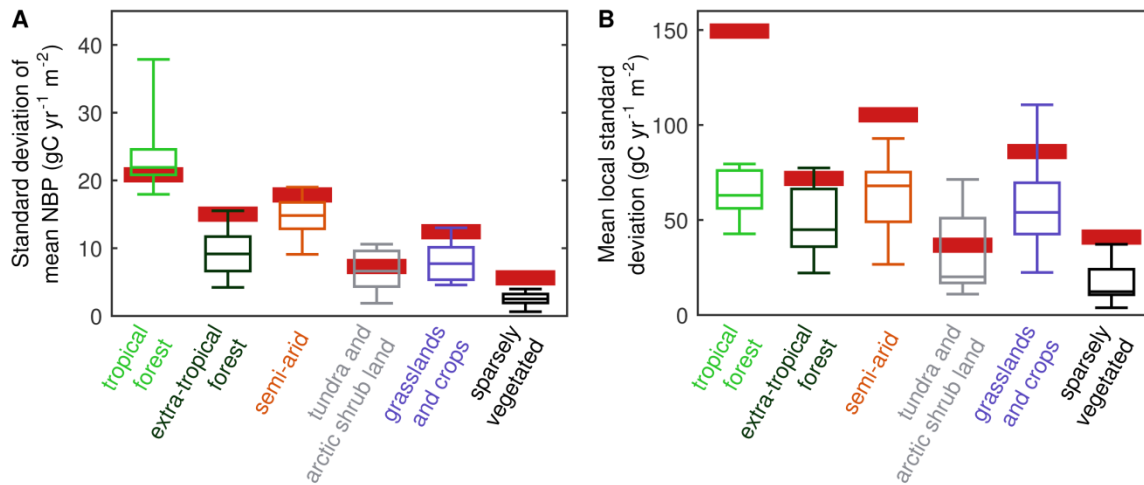 A
Standard deviation of
mean NBP (gC yr⁻¹ m⁻²)
40
30
20
10
0
tropical
forest
extra-tropical
forest
semi-arid
tundra and
arctic shrub land
grasslands
and crops
sparsely
vegetated
B
Mean local standard
deviation (gC yr⁻¹ m⁻²)
150
100
50
0
tropical
forest
extra-tropical
forest
semi-arid
tundra and
arctic shrub land
grasslands
and crops
sparsely
vegetated